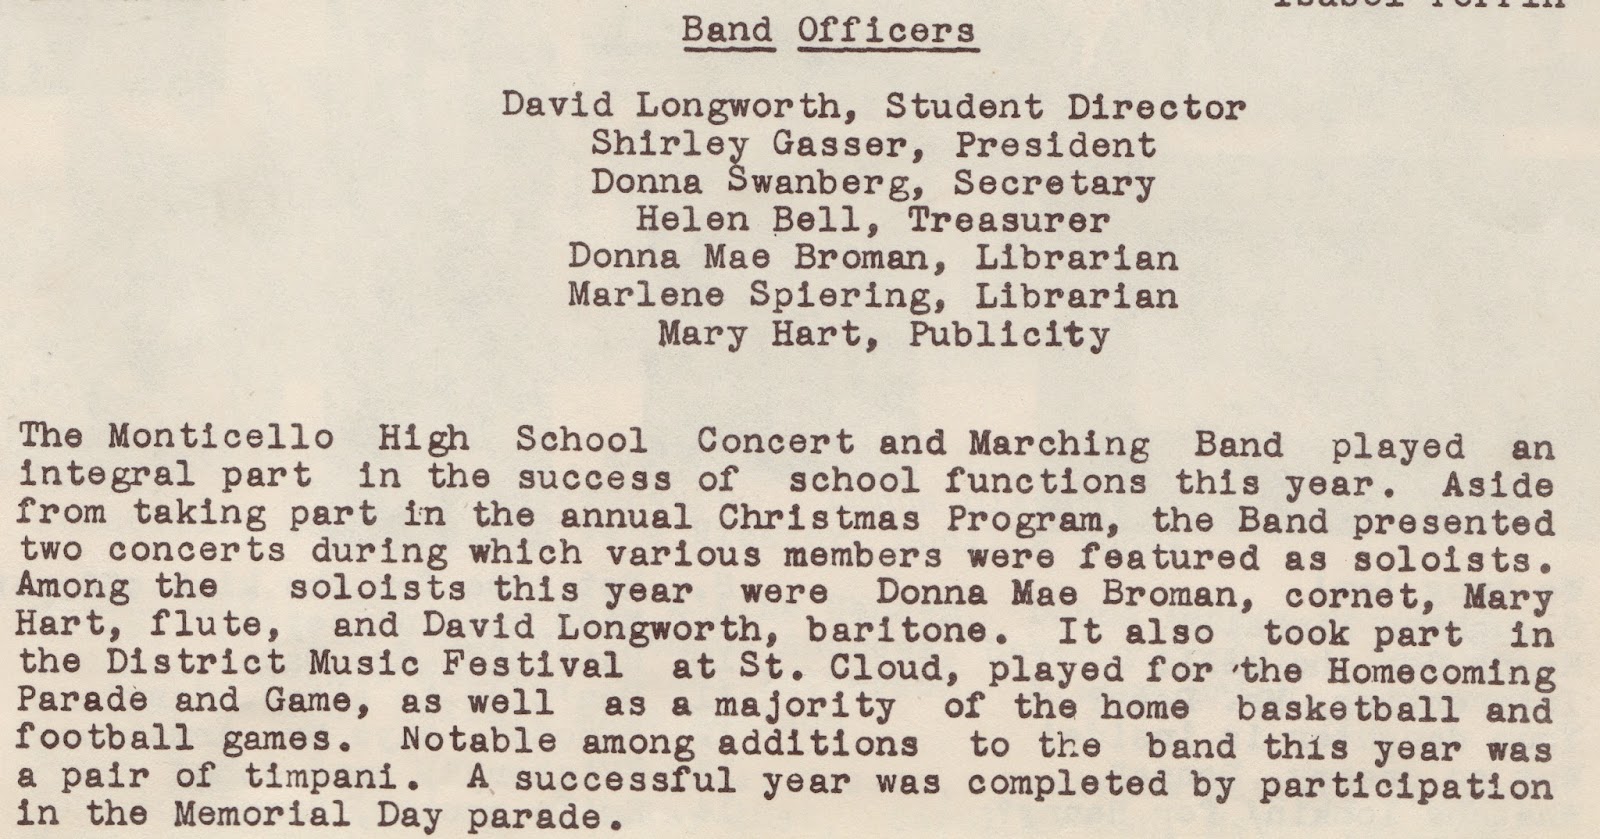 Band Officers
David Longworth, Student Director
Shirley Gasser, President
Donna Swanberg, Secretary
Helen Bell, Treasurer
Donna Mae Broman, Librarian
Marlene Spiering, Librarian
Mary Hart, Publicity
The Monticello High School Concert and Marching Band played an
integral part in the success of school functions this year. Aside
from taking part in the annual Christmas Program, the Band presented
two concerts during which various members were featured as soloists.
Among the soloists this year were Donna Mae Broman, cornet, Mary
Hart, flute, and David Longworth, baritone. It also took part in
the District Music Festival at St. Cloud, played for the Homecoming
Parade and Game, as well as a majority of the home basketball and
football games. Notable among additions to the band this year was
a pair of timpani. A successful year was completed by participation
in the Memorial Day parade.